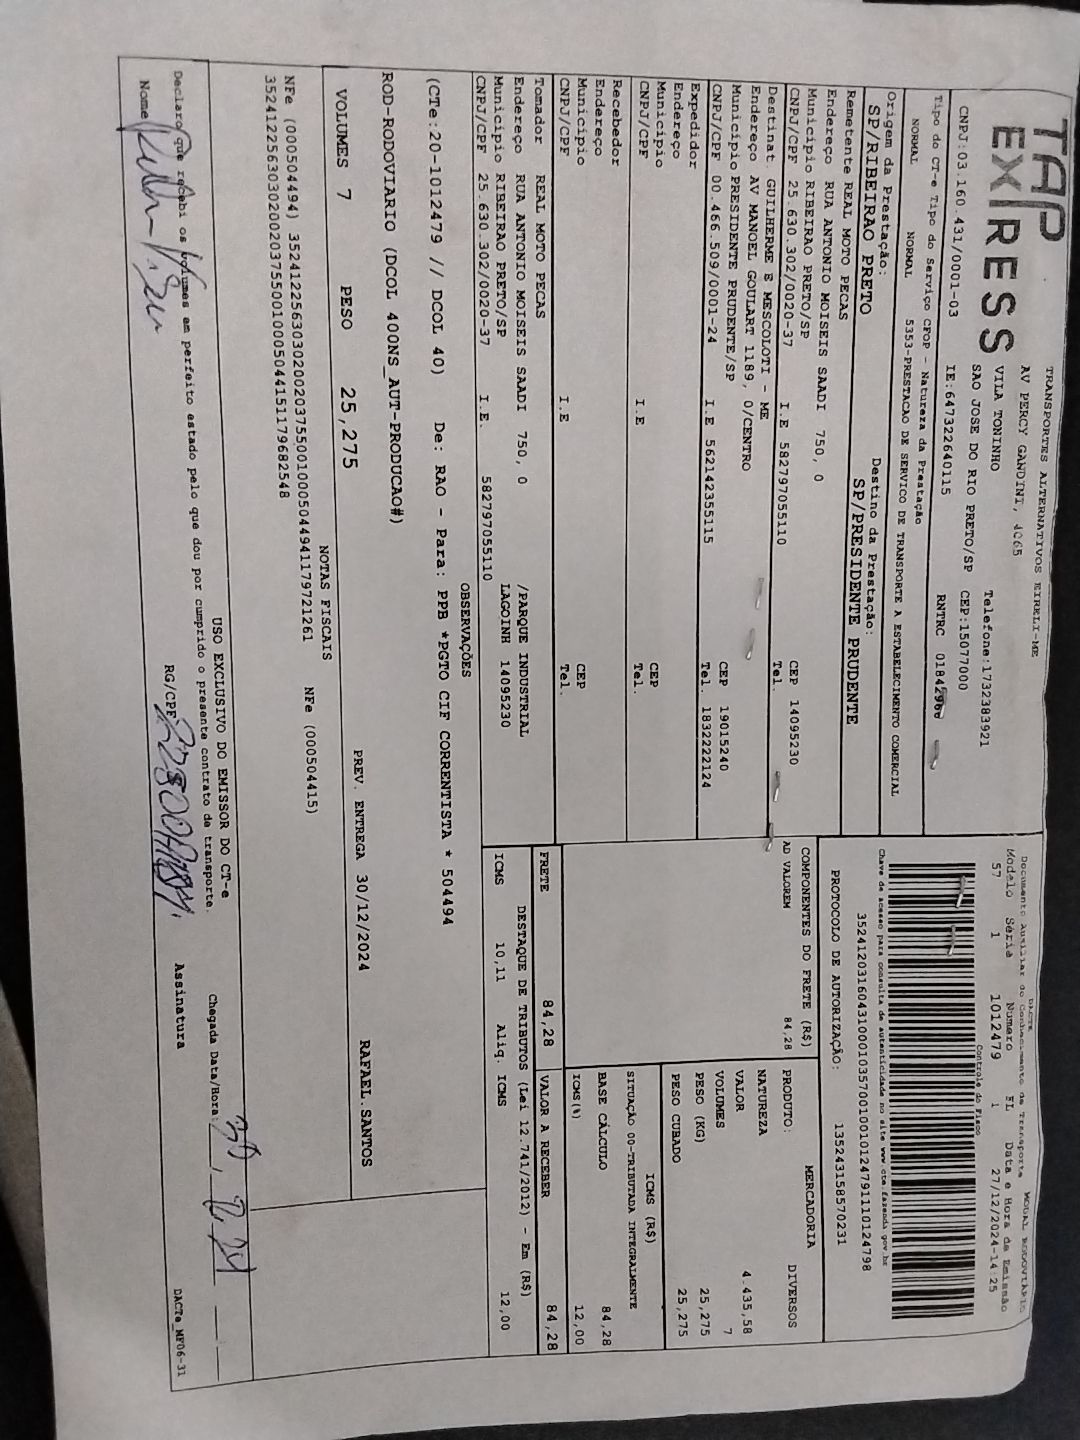 TAP EXPRESS
TRANSPORTES ALTERNATIVOS EIRELI-ME
AV PERCY GANDINI, 4065
VILA TONINHO Telefone:1732383921
SAO JOSE DO RIO PRETO/SP CEP:15077000
CNPJ:03.160.431/0001-03 IE:647322640115 RNTRC
DACTE MODAL RODOVIÁRIO
Documento Auxiliar do Conhecimento de Transporte
Modelo Série Número FL Data e Hora de Emissão
57 1 1012479 1 27/12/2024-14:25
Controle do Fisco
Chave de acesso para consulta de autenticidade no site www.cte.fazenda.gov.br
35241203160431000103570010010124791110124798
PROTOCOLO DE AUTORIZAÇÃO: 135243158570231
Tipo do CT-e Tipo do Serviço CFOP - Natureza da Prestação
NORMAL NORMAL 5353-PRESTACAO DE SERVICO DE TRANSPORTE A ESTABELECIMENTO COMERCIAL
Origem da Prestação: Destino da Prestação:
SP/RIBEIRAO PRETO SP/PRESIDENTE PRUDENTE
Remetente REAL MOTO PECAS
Endereço RUA ANTONIO MOISEIS SAADI 750, 0
Município RIBEIRAO PRETO/SP CEP 14095230
CNPJ/CPF 25.630.302/0020-37 I.E 582797055110 Tel.
Destinat. GUILHERME E MESCOLOTI - ME
Endereço AV MANOEL GOULART 1189, 0/CENTRO
Município PRESIDENTE PRUDENTE/SP CEP 19015240
CNPJ/CPF 00.466.509/0001-24 I.E 562142355115 Tel. 1832222124
Expedidor
Endereço
Município CEP
CNPJ/CPF I.E Tel.
Recebedor
Endereço
Município CEP
CNPJ/CPF I.E Tel.
Tomador REAL MOTO PECAS
Endereço RUA ANTONIO MOISEIS SAADI 750, 0 /PARQUE INDUSTRIAL
Município RIBEIRAO PRETO/SP LAGOINH 14095230
CNPJ/CPF 25.630.302/0020-37 I.E. 582797055110
COMPONENTES DO FRETE (R$)
AD VALOREM 84,28
PRODUTO: MERCADORIA
NATUREZA DIVERSOS
VALOR 4.435,58
VOLUMES 7
PESO (KG) 25,275
PESO CUBADO 25,275
ICMS (R$)
SITUAÇÃO 00-TRIBUTADA INTEGRALMENTE
BASE CÁLCULO 84,28
ICMS(%) 12,00
FRETE 84,28 VALOR A RECEBER 84,28
DESTAQUE DE TRIBUTOS (Lei 12.741/2012) - Em (R$)
ICMS 10,11 Aliq. ICMS 12,00
OBSERVAÇÕES
(CTe:20-1012479 // DCOL 40) De: RAO - Para: PPB *PGTO CIF CORRENTISTA * 504494
ROD-RODOVIARIO (DCOL 400NS_AUT-PRODUCAO#)
VOLUMES 7 PESO 25,275 PREV. ENTREGA 30/12/2024 RAFAEL.SANTOS
NOTAS FISCAIS
NFe (000504494) 35241225630302002037550010005044941179721261 NFe (000504415)
35241225630302002037550010005044151179682548
USO EXCLUSIVO DO EMISSOR DO CT-e
Declaro que recebi os volumes em perfeito estado pelo que dou por cumprido o presente contrato de transporte.
Chegada Data/Hora:
Nome RG/CPF Assinatura
DACTe_MF06-31